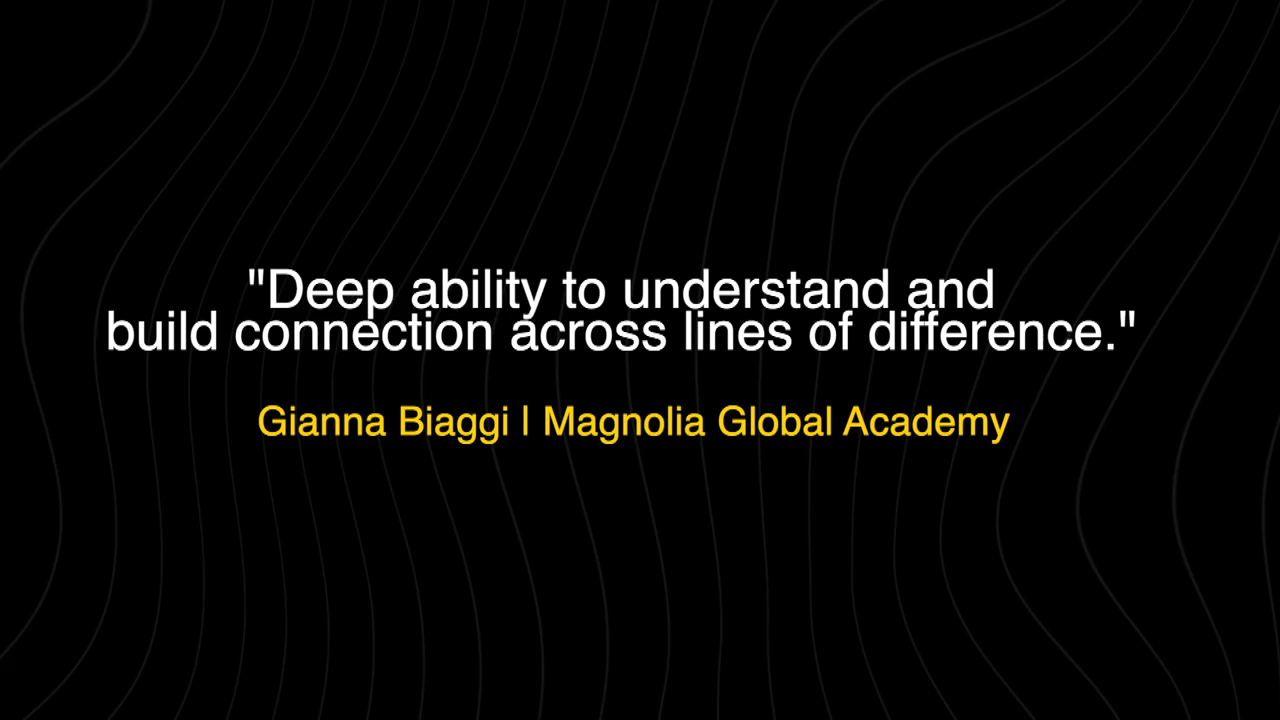 "Deep ability to understand and
build connection across lines of difference."
Gianna Biaggi | Magnolia Global Academy